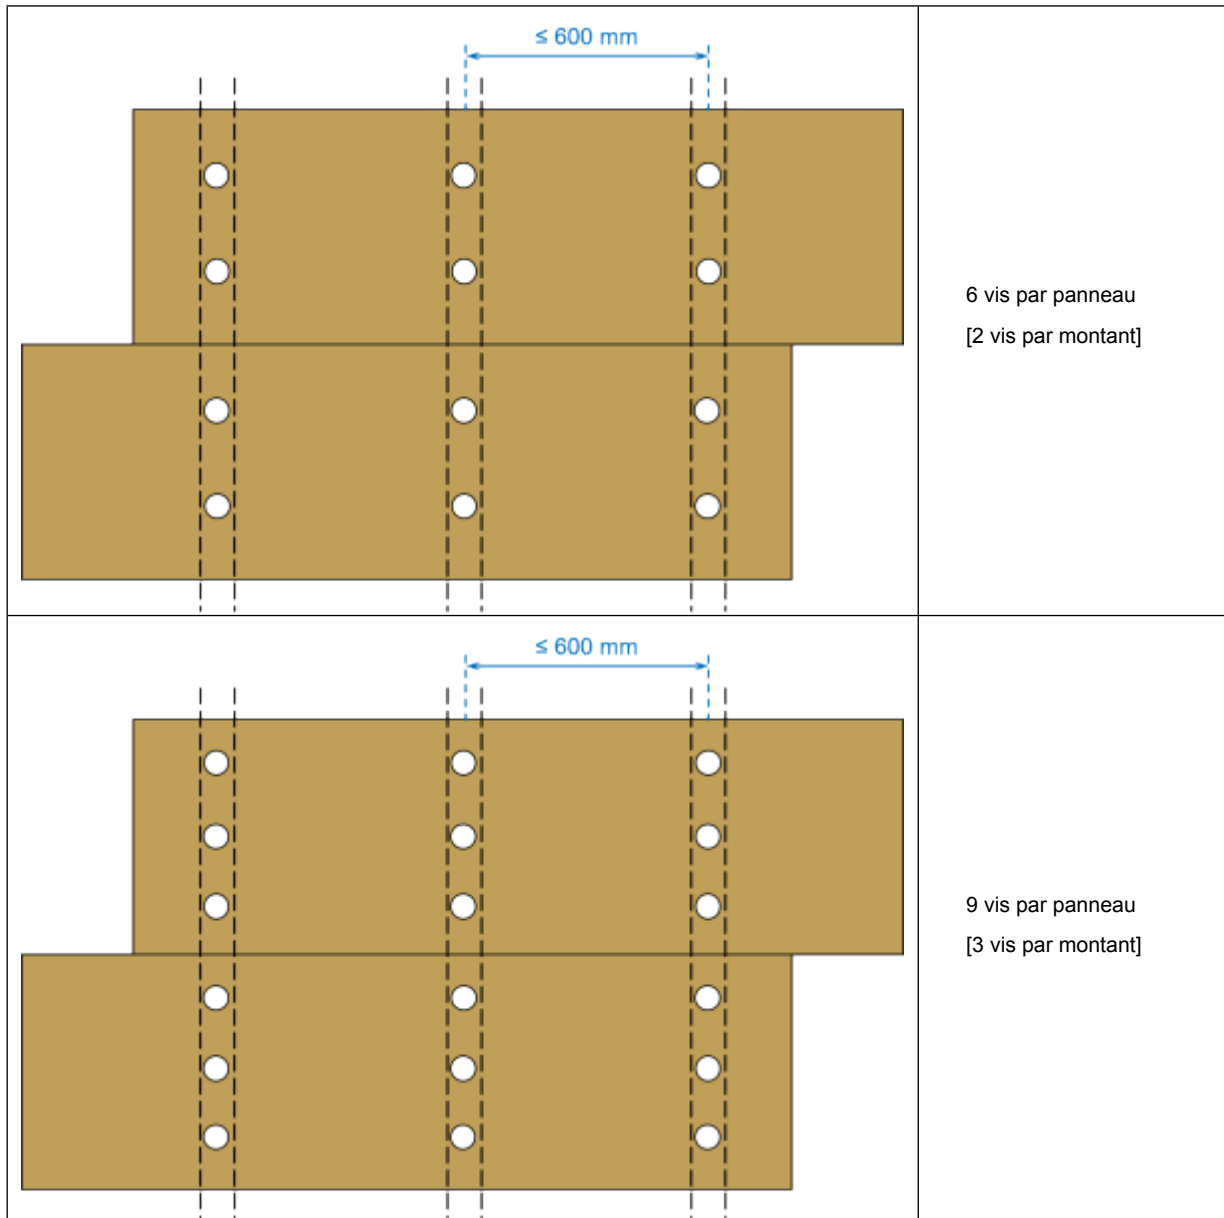 ≤ 600 mm
6 vis par panneau
[2 vis par montant]
≤ 600 mm
9 vis par panneau
[3 vis par montant]